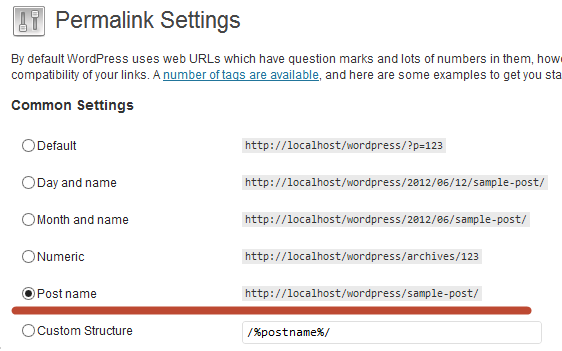 Permalink Settings
By default WordPress uses web URLs which have question marks and lots of numbers in them, howe
compatibility of your links. A number of tags are available, and here are some examples to get you sta
Common Settings
Default http://localhost/wordpress/?p=123
Day and name http://localhost/wordpress/2012/06/12/sample-post/
Month and name http://localhost/wordpress/2012/06/sample-post/
Numeric http://localhost/wordpress/archives/123
Post name http://localhost/wordpress/sample-post/
Custom Structure /%postname%/